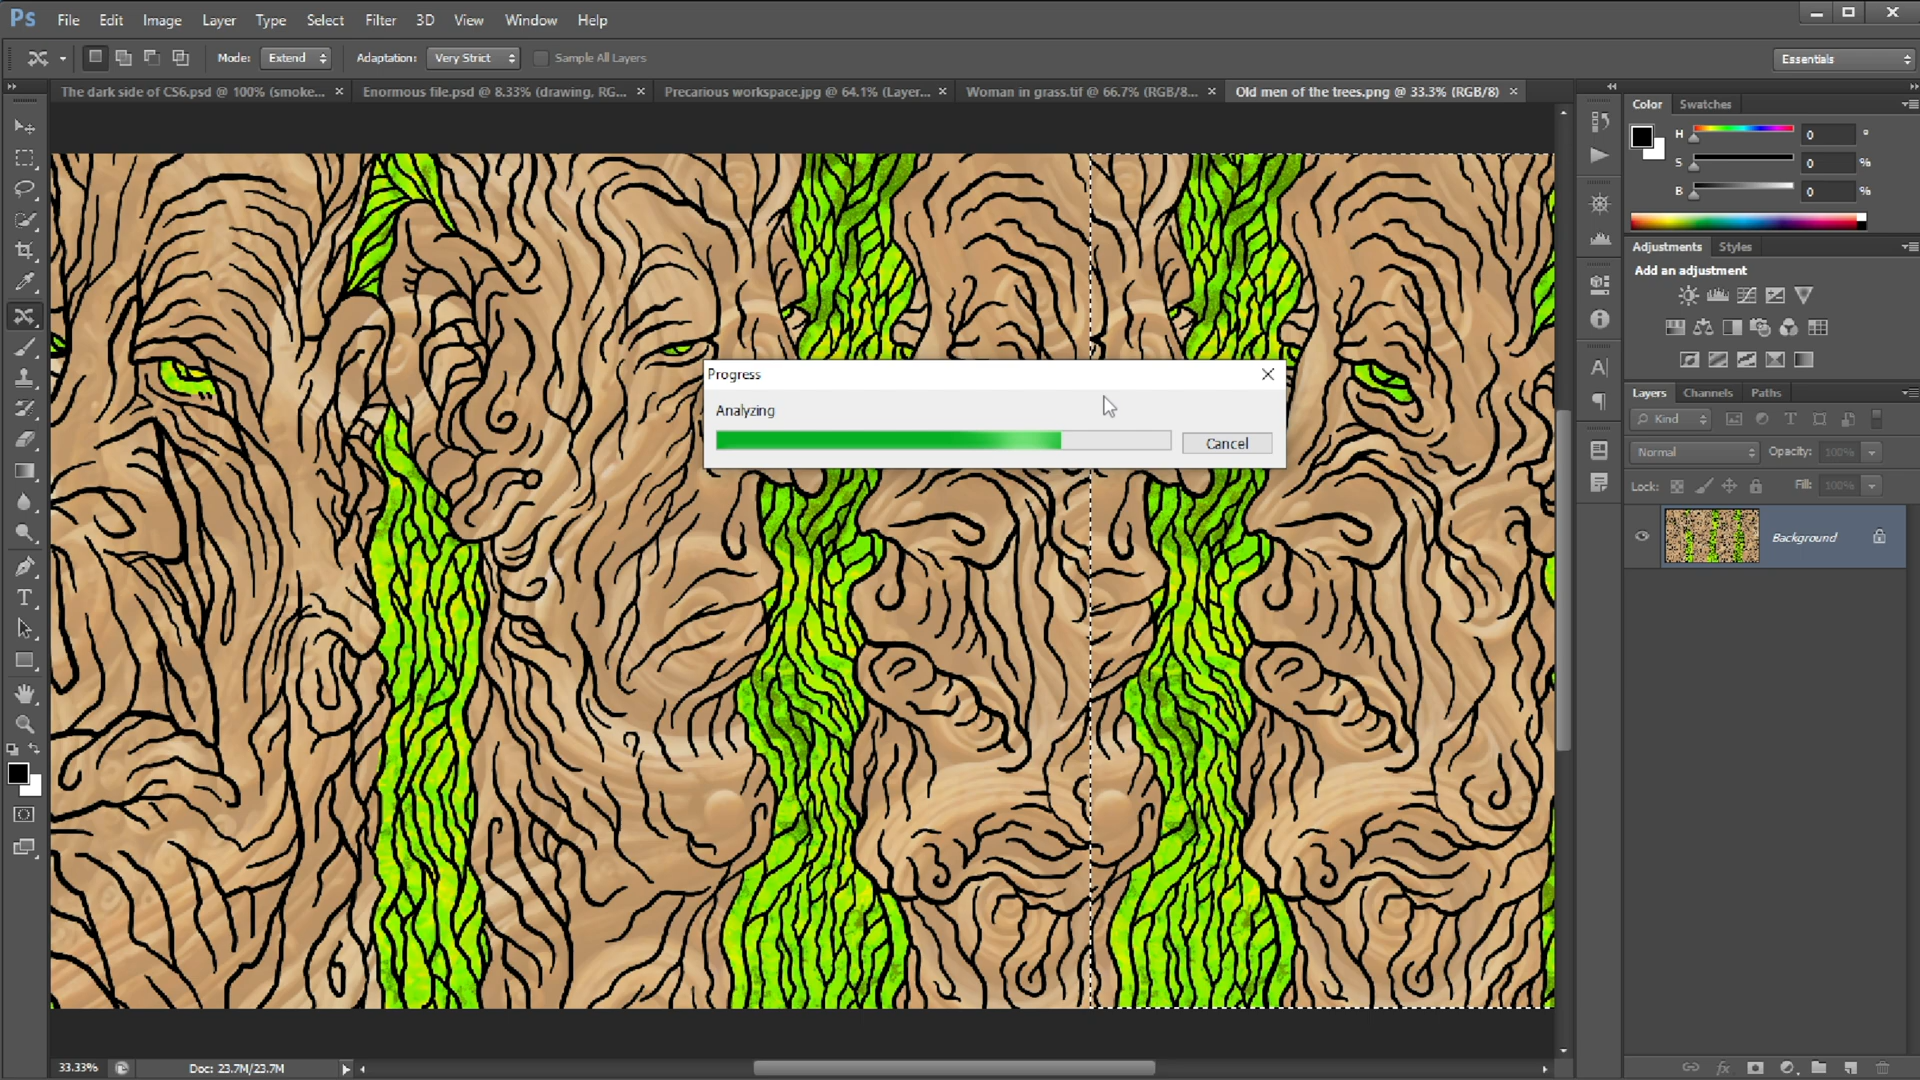 Ps File Edit Image Layer Type Select Filter 3D View Window Help
Mode: Extend Adaptation: Very Strict Sample All Layers Essentials
The dark side of CS6.psd @ 100% (smoke... × Enormous file.psd @ 8.33% (drawing, RG... × Precarious workspace.jpg @ 64.1% (Layer... × Woman in grass.tif @ 66.7% (RGB/8... × Old men of the trees.png @ 33.3% (RGB/8) ×
Color Swatches
H 0 °
S 0 %
B 0 %
Adjustments Styles
Add an adjustment
Progress
Analyzing
Cancel
Layers Channels Paths
Kind
Normal Opacity: 100%
Lock: Fill: 100%
Background
33.33% Doc: 23.7M/23.7M